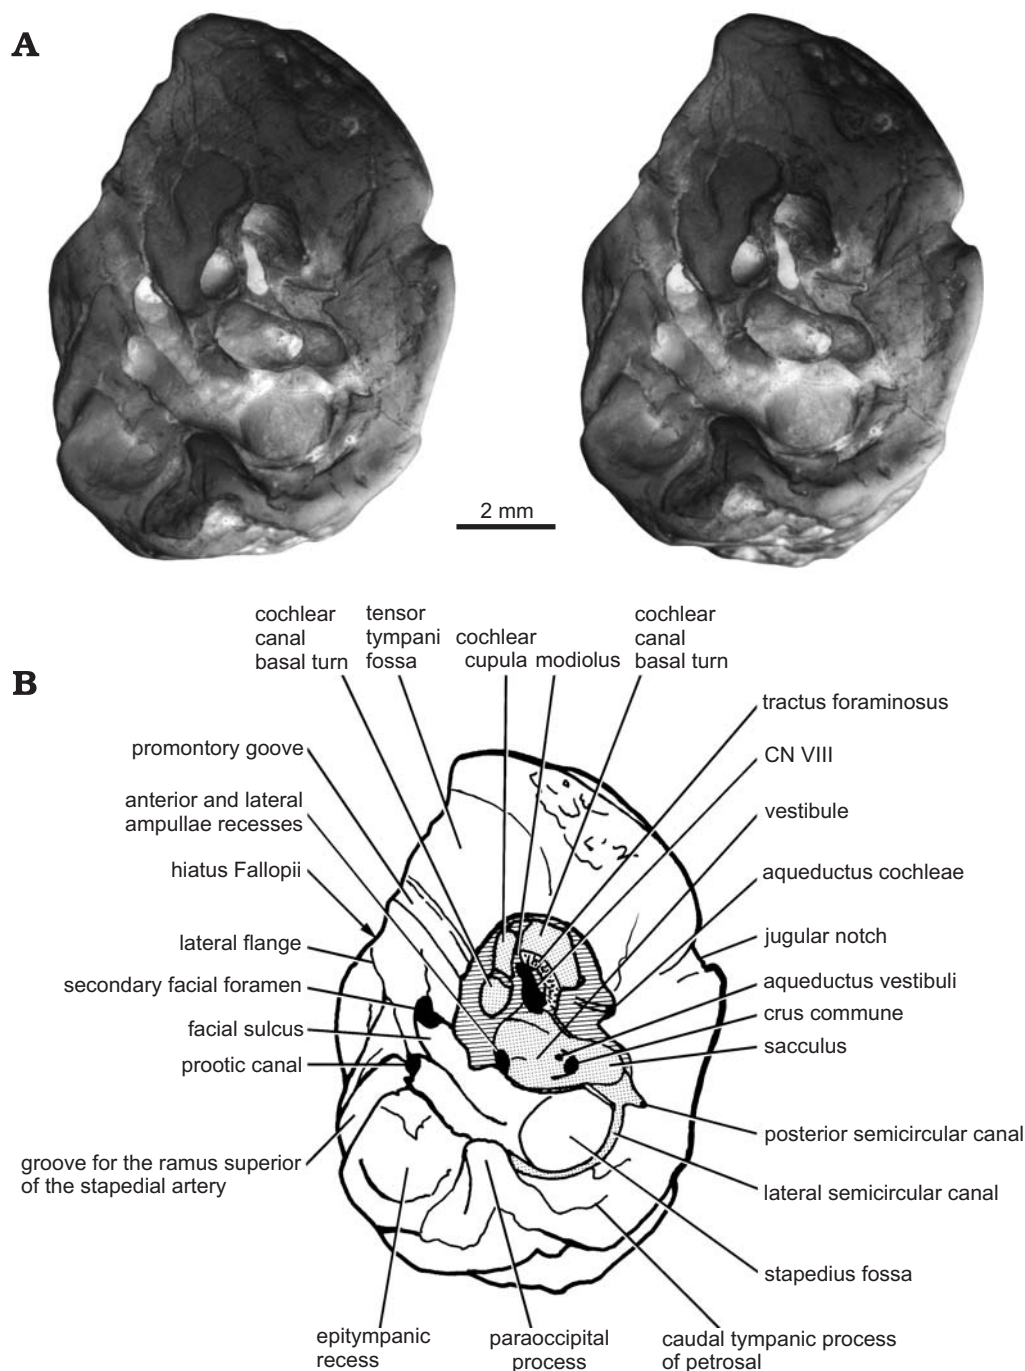 A
2 mm
B
cochlear
canal
basal turn
tensor
tympani
fossa
cochlear
cupula
modiolus
cochlear
canal
basal turn
promontory goove
anterior and lateral
ampullae recesses
hiatus Fallopii
lateral flange
secondary facial foramen
facial sulcus
prootic canal
groove for the ramus superior
of the stapedial artery
tractus foraminosus
CN VIII
vestibule
aqueductus cochleae
jugular notch
aqueductus vestibuli
crus commune
sacculus
posterior semicircular canal
lateral semicircular canal
stapedius fossa
epitympanic
recess
paraoccipital
process
caudal tympanic process
of petrosal